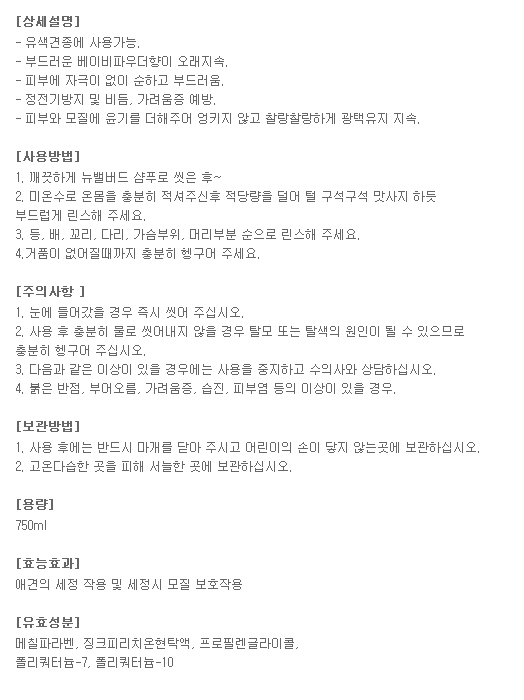 [상세설명]
- 유색견종에 사용가능.
- 부드러운 베이비파우더향이 오래지속.
- 피부에 자극이 없이 순하고 부드러움.
- 정전기방지 및 비듬, 가려움증 예방.
- 피부와 모질에 윤기를 더해주어 엉키지 않고 찰랑찰랑하게 광택유지 지속.
[사용방법]
1. 깨끗하게 뉴밸버드 샴푸로 씻은 후~
2. 미온수로 온몸을 충분히 적셔주신후 적당량을 덜어 털 구석구석 맛사지 하듯
부드럽게 린스해 주세요.
3. 등, 배, 꼬리, 다리, 가슴부위, 머리부분 순으로 린스해 주세요.
4.거품이 없어질때까지 충분히 헹구어 주세요.
[주의사항 ]
1. 눈에 들어갔을 경우 즉시 씻어 주십시오.
2. 사용 후 충분히 물로 씻어내지 않을 경우 탈모 또는 탈색의 원인이 될 수 있으므로
충분히 헹구어 주십시오.
3. 다음과 같은 이상이 있을 경우에는 사용을 중지하고 수의사와 상담하십시오.
4. 붉은 반점, 부어오름, 가려움증, 습진, 피부염 등의 이상이 있을 경우.
[보관방법]
1. 사용 후에는 반드시 마개를 닫아 주시고 어린이의 손이 닿지 않는곳에 보관하십시오.
2. 고온다습한 곳을 피해 서늘한 곳에 보관하십시오.
[용량]
750ml
[효능효과]
애견의 세정 작용 및 세정시 모질 보호작용
[유효성분]
메칠파라벤, 징크피리치온현탁액, 프로필렌글라이콜,
폴리쿼터늄-7, 폴리쿼터늄-10